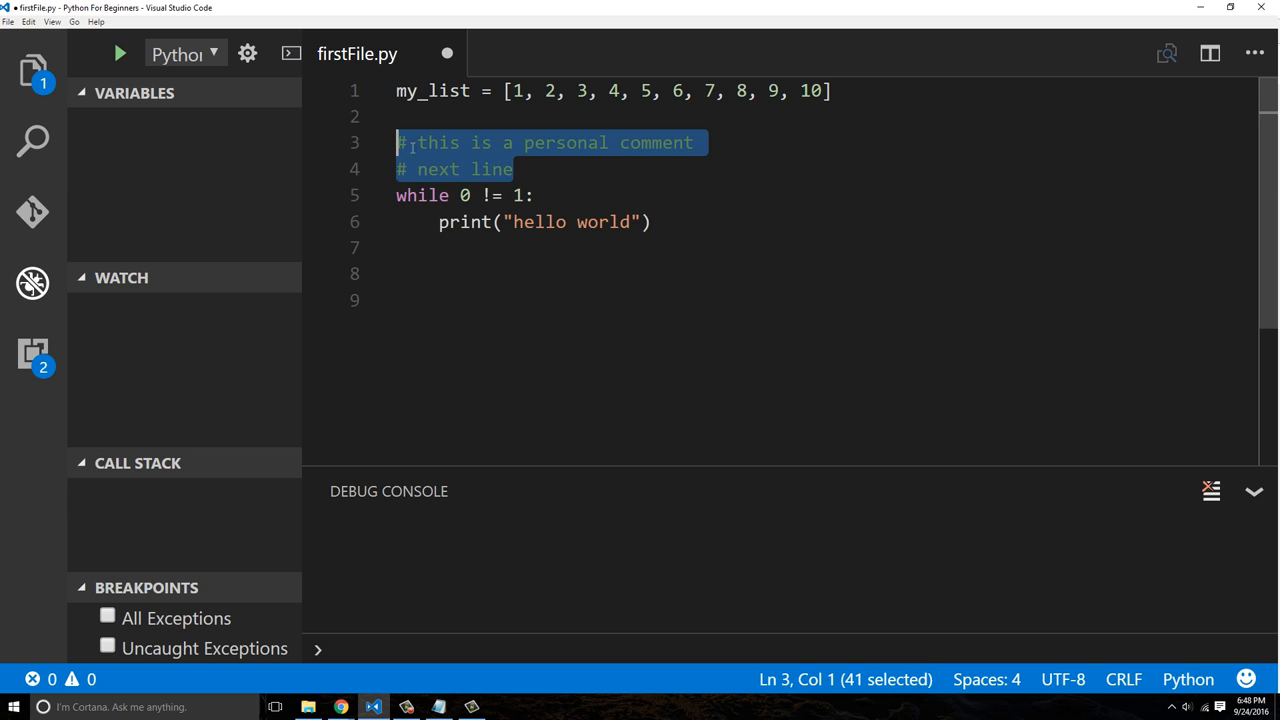 • firstFile.py - Python For Beginners - Visual Studio Code
File Edit View Go Help
Python
firstFile.py
1
VARIABLES
WATCH
CALL STACK
BREAKPOINTS
All Exceptions
Uncaught Exceptions
2
1 my_list = [1, 2, 3, 4, 5, 6, 7, 8, 9, 10]
2
3 # this is a personal comment
4 # next line
5 while 0 != 1:
6 print("hello world")
7
8
9
DEBUG CONSOLE
0 0 Ln 3, Col 1 (41 selected) Spaces: 4 UTF-8 CRLF Python
I'm Cortana. Ask me anything.
6:48 PM
9/24/2016